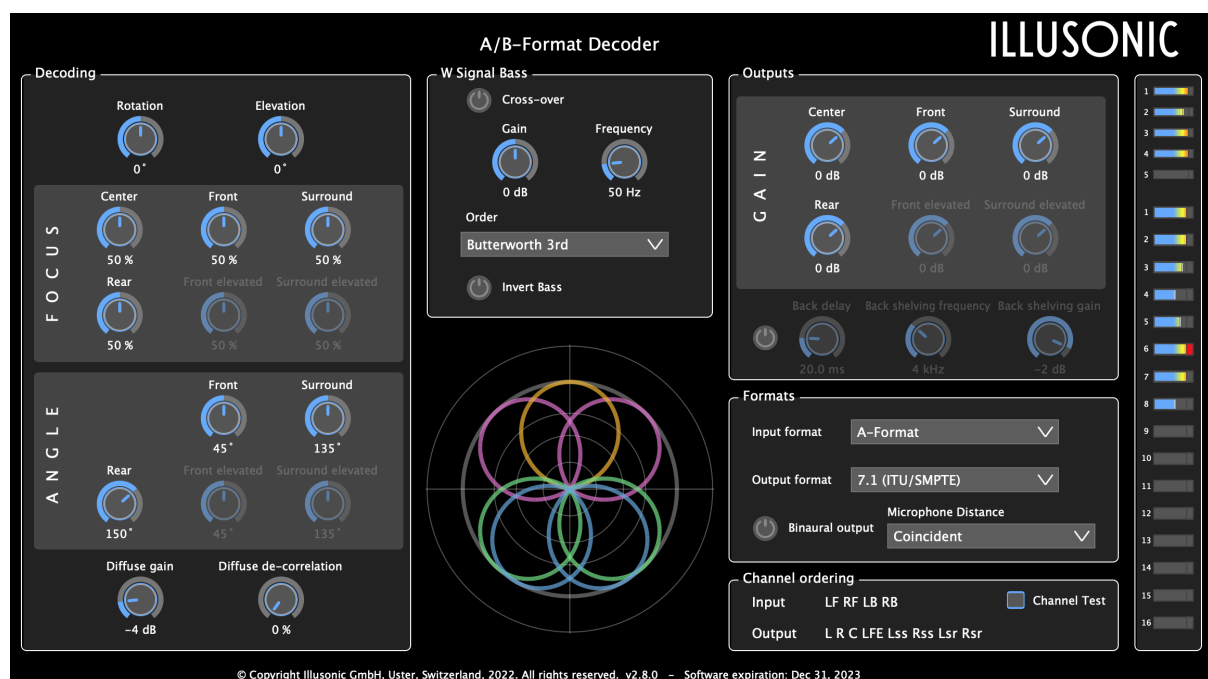 ILLUSONIC
A/B-Format Decoder
Decoding
Rotation Elevation
0° 0°
FOCUS
Center Front Surround
50 % 50 % 50 %
Rear Front elevated Surround elevated
50 % 50 % 50 %
ANGLE
Front Surround
45° 135°
Rear Front elevated Surround elevated
150° 45° 135°
Diffuse gain Diffuse de-correlation
-4 dB 0 %
W Signal Bass
Cross-over
Gain Frequency
0 dB 50 Hz
Order
Butterworth 3rd
Invert Bass
Outputs
GAIN
Center Front Surround
0 dB 0 dB 0 dB
Rear Front elevated Surround elevated
0 dB 0 dB 0 dB
Back delay Back shelving frequency Back shelving gain
20.0 ms 4 kHz -2 dB
Formats
Input format A-Format
Output format 7.1 (ITU/SMPTE)
Microphone Distance
Binaural output Coincident
Channel ordering
Input LF RF LB RB Channel Test
Output L R C LFE Lss Rss Lsr Rsr
1
2
3
4
5
1
2
3
4
5
6
7
8
9
10
11
12
13
14
15
16
© Copyright Illusonic GmbH, Uster, Switzerland, 2022. All rights reserved. v2.8.0 – Software expiration: Dec 31, 2023